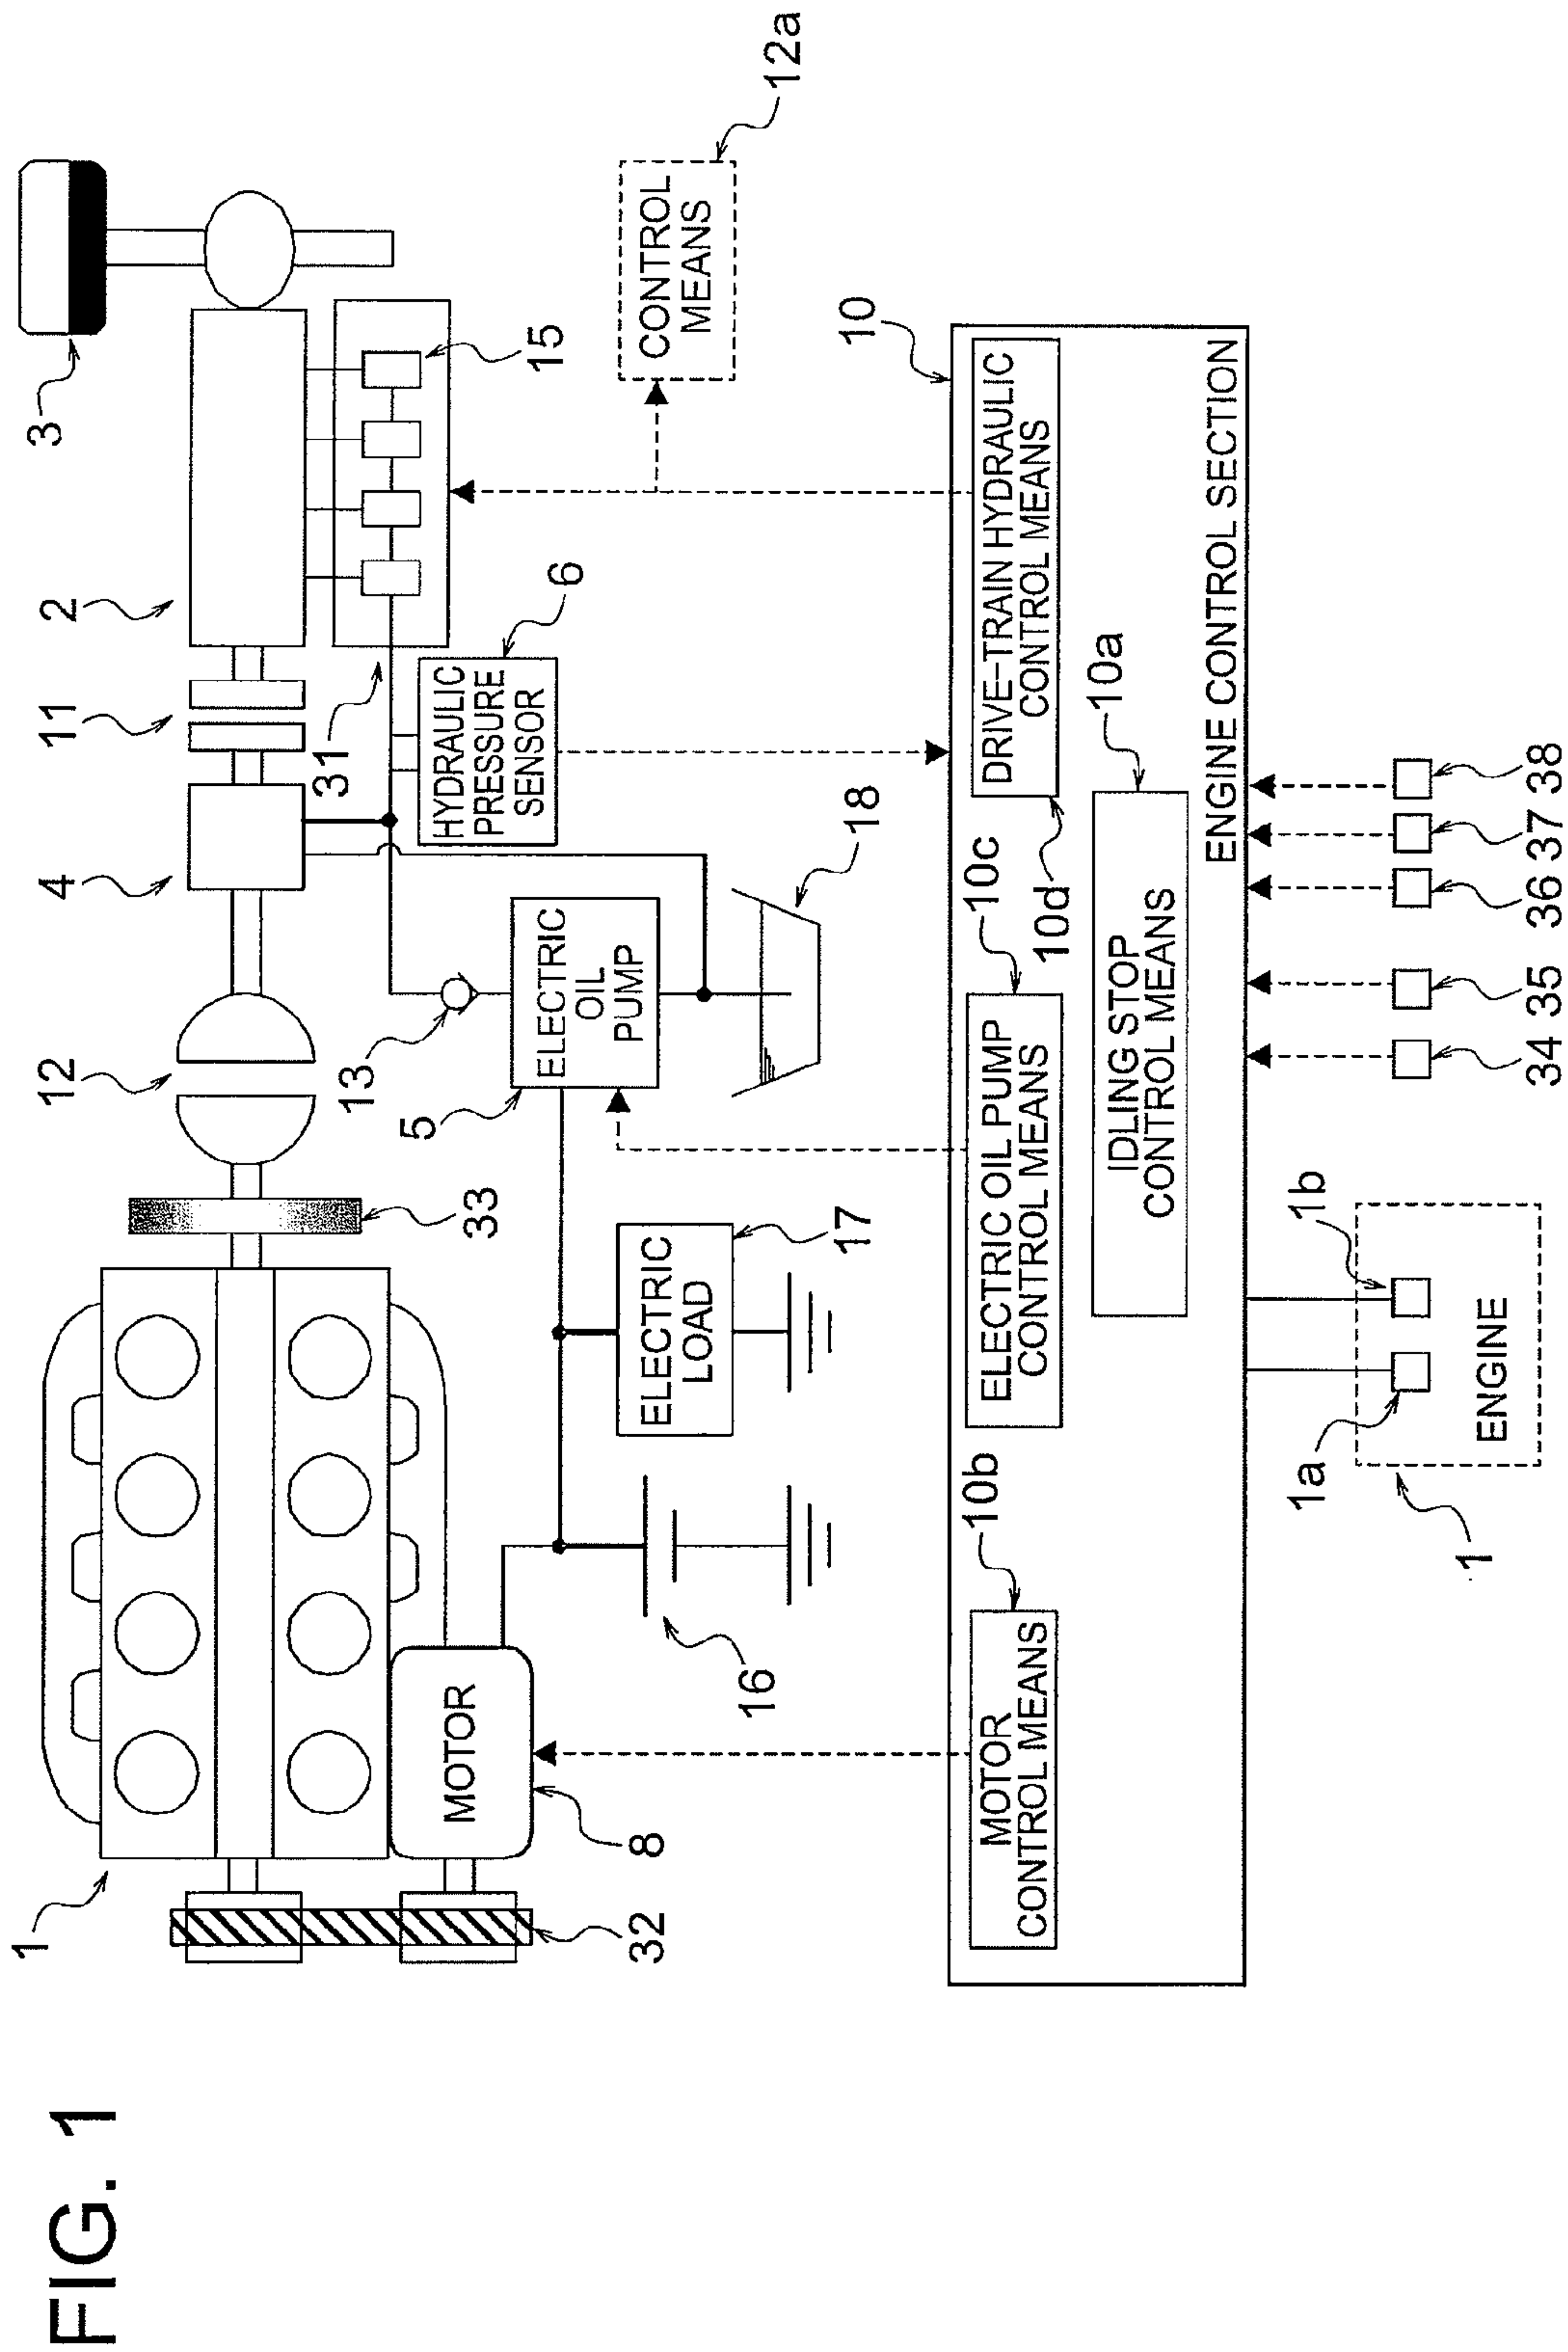 FIG. 1
1
12
4
11
2
3
33
31
15
13
6
12a
CONTROL
MEANS
HYDRAULIC
PRESSURE
SENSOR
MOTOR
5
ELECTRIC
OIL
PUMP
32
8
16
ELECTRIC
LOAD
17
18
10
10b
10c
10d
MOTOR
CONTROL MEANS
ELECTRIC OIL PUMP
CONTROL MEANS
DRIVE-TRAIN HYDRAULIC
CONTROL MEANS
10a
IDLING STOP
CONTROL MEANS
ENGINE CONTROL SECTION
1a
1b
1
ENGINE
34
35
36
37
38